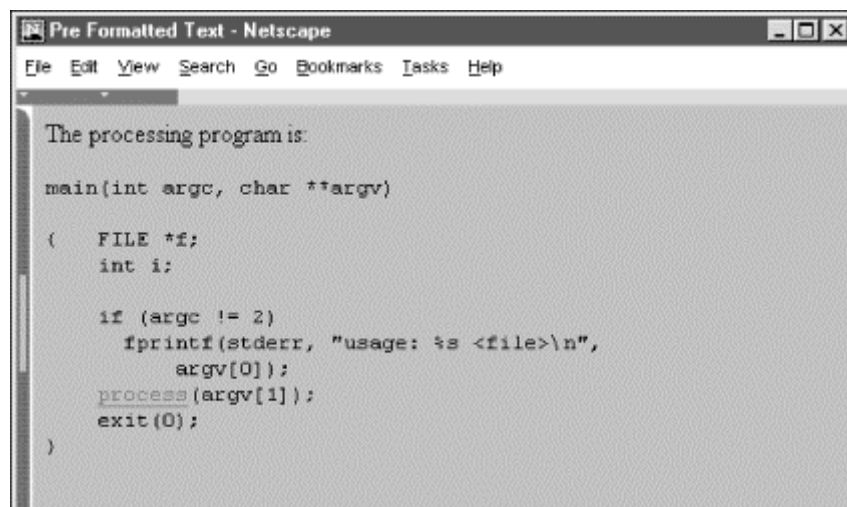 Pre Formatted Text - Netscape
File Edit View Search Go Bookmarks Tasks Help
The processing program is:
main(int argc, char **argv)
{    FILE *f;
     int i;
     if (argc != 2)
       fprintf(stderr, "usage: %s <file>\n",
           argv[0]);
     process(argv[1]);
     exit(0);
}